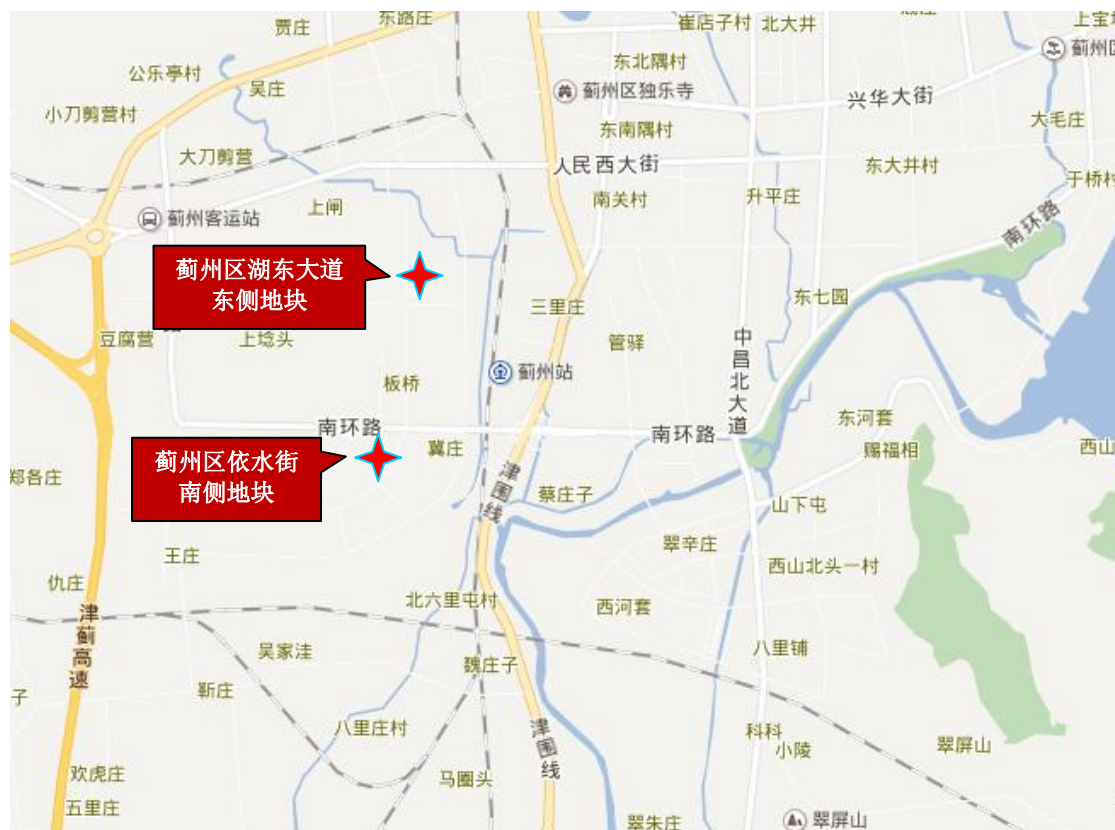 东路庄
贾庄
崔店子村
北大井
上宝
公乐亭村
吴庄
东北隅村
蓟州区
小刀剪营村
蓟州区独乐寺
兴华大街
大毛庄
东南隅村
大刀剪营
人民西大街
东大井村
于桥村
上闸
南关村
升平庄
蓟州客运站
南环路
蓟州区湖东大道
东侧地块
三里庄
东七园
豆腐营
上埝头
管驿
中昌北大道
蓟州站
板桥
南环路
南环路
东河套
冀庄
赐福相
西山
蓟州区依水街
南侧地块
郑各庄
津围线
蔡庄子
山下屯
王庄
翠辛庄
西山北头一村
仇庄
北六里屯村
西河套
津蓟高速
吴家洼
魏庄子
八里铺
子
靳庄
八里庄村
津围线
科科
小陵
翠屏山
欢虎庄
马圈头
五里庄
翠朱庄
翠屏山